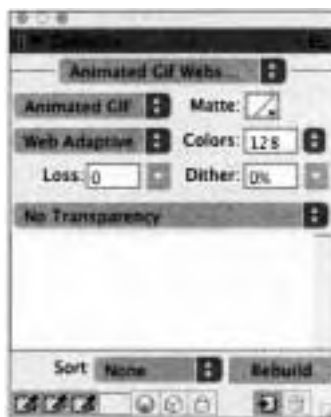 Animated Gif Webs...
Animated GIF Matte:
Web Adaptive Colors: 128
Loss: 0 Dither: 0%
No Transparency
Sort None Rebuild